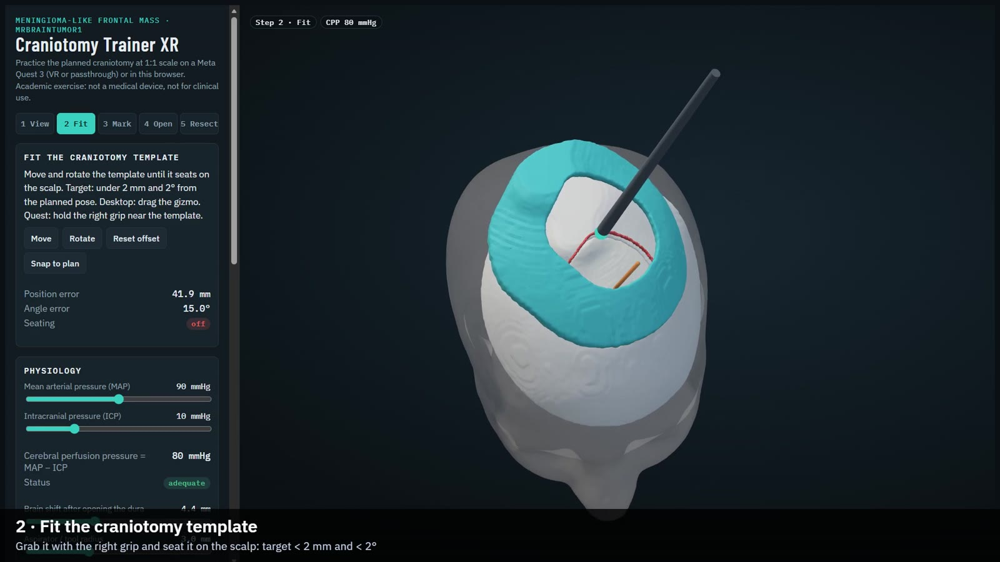 MENINGIOMA-LIKE FRONTAL MASS ·
MRBRAINTUMOR1
Craniotomy Trainer XR
Practice the planned craniotomy at 1:1 scale on a Meta
Quest 3 (VR or passthrough) or in this browser.
Academic exercise: not a medical device, not for clinical
use.
1 View 2 Fit 3 Mark 4 Open 5 Resect
FIT THE CRANIOTOMY TEMPLATE
Move and rotate the template until it seats on
the scalp. Target: under 2 mm and 2° from
the planned pose. Desktop: drag the gizmo.
Quest: hold the right grip near the template.
Move Rotate Reset offset
Snap to plan
Position error 41.9 mm
Angle error 15.0°
Seating off
PHYSIOLOGY
Mean arterial pressure (MAP) 90 mmHg
Intracranial pressure (ICP) 10 mmHg
Cerebral perfusion pressure = 80 mmHg
MAP – ICP
Status adequate
Brain shift after opening the dura 4.4 mm
Aspirator / tool radius 3.0 mm
Step 2 · Fit CPP 80 mmHg
2 · Fit the craniotomy template
Grab it with the right grip and seat it on the scalp: target < 2 mm and < 2°